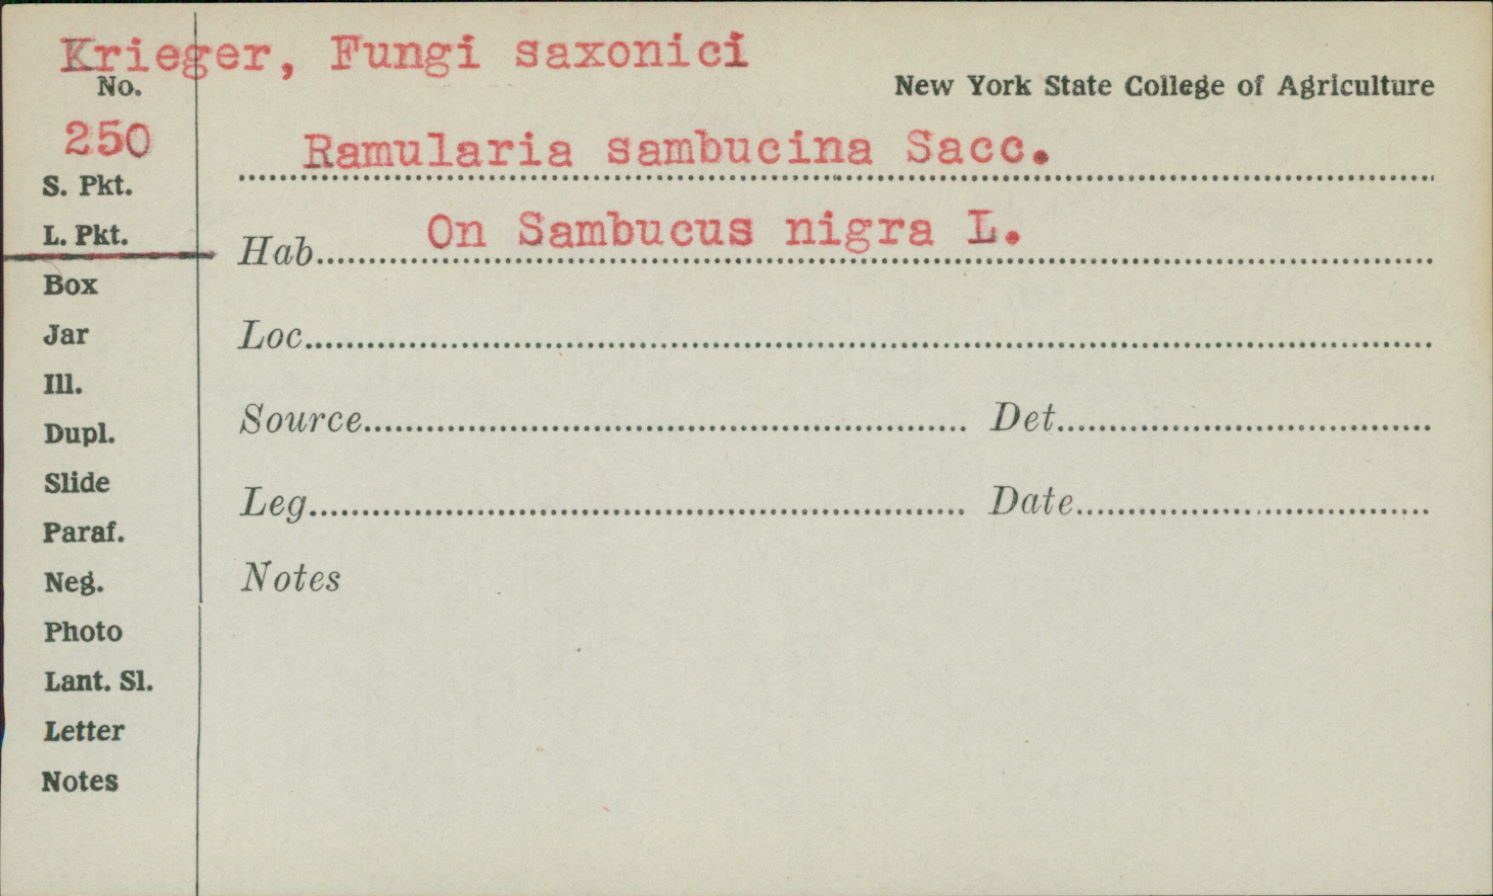 Krieger, Fungi saxonici
No.
New York State College of Agriculture
250
Ramularia sambucina Sacc.
S. Pkt.
L. Pkt.
Hab. On Sambucus nigra L.
Box
Jar
Loc.
Ill.
Dupl.
Source Det.
Slide
Leg. Date
Paraf.
Neg.
Notes
Photo
Lant. Sl.
Letter
Notes